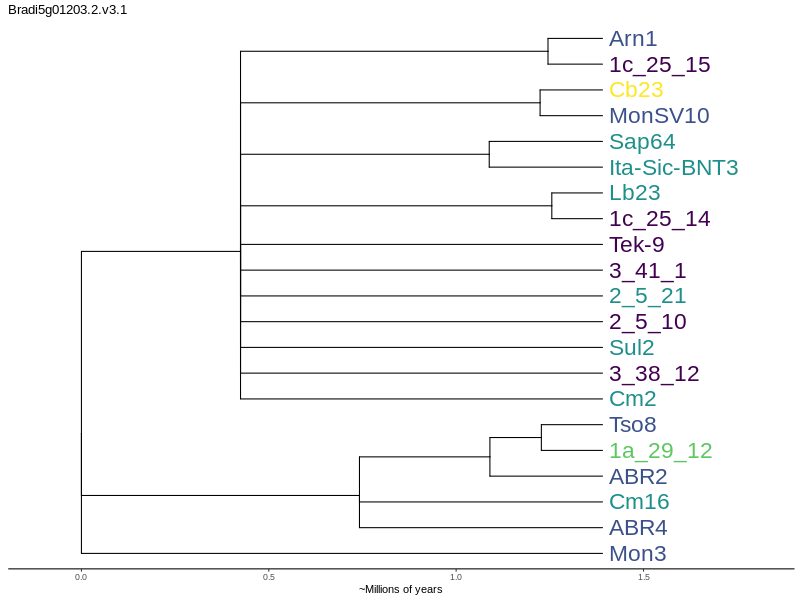 Bradi5g01203.2.v3.1
Arn1
1c_25_15
Cb23
MonSV10
Sap64
Ita-Sic-BNT3
Lb23
1c_25_14
Tek-9
3_41_1
2_5_21
2_5_10
Sul2
3_38_12
Cm2
Tso8
1a_29_12
ABR2
Cm16
ABR4
Mon3
0.0 0.5 1.0 1.5
~Millions of years